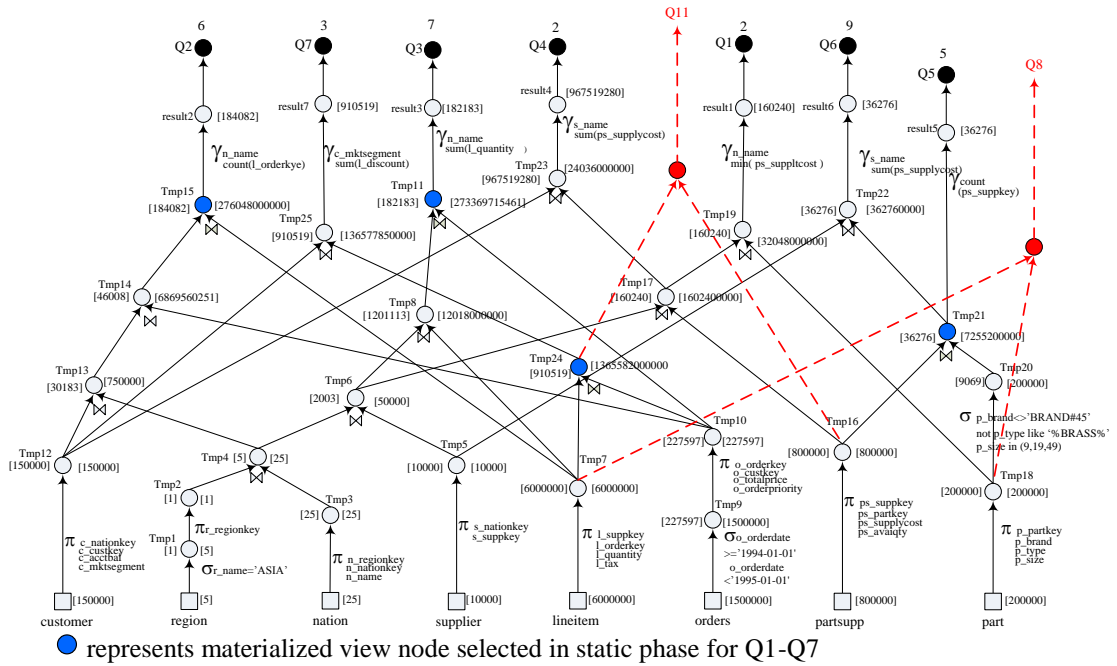 6 3 7 2 Q11 2 9
Q2 Q7 Q3 Q4 Q1 Q6 5 Q8
Q5
result2 [184082]
result7 [910519]
result3 [182183]
result4 [967519280]
result1 [160240]
result6 [36276]
result5 [36276]
γ n_name
count(l_orderkye)
γ c_mktsegment
sum(l_discount)
γ n_name
sum(l_quantity )
γ s_name
sum(ps_supplycost)
γ n_name
min( ps_suppltcost )
γ s_name
sum(ps_supplycost)
γ count
(ps_suppkey)
Tmp15
[184082] [276048000000]
Tmp25
[910519] [136577850000]
Tmp11
[182183] [273369715461]
Tmp23 [24036000000]
[967519280]
Tmp19
[160240] [32048000000]
Tmp22
[36276] [362760000]
⋈ ⋈ ⋈ ⋈ ⋈ ⋈
Tmp14
[46008] [6869560251]
⋈
Tmp8
[1201113] [12018000000]
⋈
Tmp17
[160240] [1602400000]
⋈
Tmp21
[36276] [7255200000]
⋈
Tmp13
[30183] [750000]
⋈
Tmp6
[2003] [50000]
⋈
Tmp24 [1365582000000
[910519]
⋈
Tmp20
[9069] [200000]
σ p_brand<>'BRAND#45'
not p_type like '%BRASS%'
p_size in (9,19,49)
Tmp12
[150000] [150000]
Tmp4 [5] [25]
⋈
Tmp5
[10000] [10000]
Tmp7
[6000000] [6000000]
Tmp10
[227597] [227597]
Tmp16
[800000] [800000]
Tmp18
[200000] [200000]
Tmp2
[1] [1]
Tmp3
[25] [25]
π c_nationkey
c_custkey
c_acctbal
c_mktsegment
π r_regionkey
Tmp1
[1] [5]
σ r_name='ASIA'
π n_regionkey
n_nationkey
n_name
π s_nationkey
s_suppkey
π l_suppkey
l_orderkey
l_quantity
l_tax
π o_orderkey
o_custkey
o_totalprice
o_orderpriority
Tmp9
[227597] [1500000]
σ o_orderdate
>='1994-01-01'
o_orderdate
<'1995-01-01'
π ps_suppkey
ps_partkey
ps_supplycost
ps_avaiqty
π p_partkey
p_brand
p_type
p_size
[150000] [5] [25] [10000] [6000000] [1500000] [800000] [200000]
customer region nation supplier lineitem orders partsupp part
represents materialized view node selected in static phase for Q1-Q7